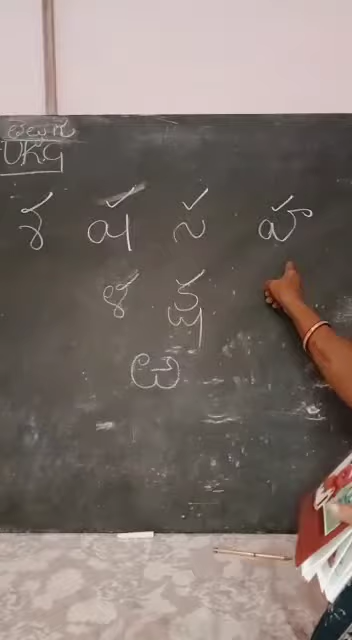 తెలుగు
UKG
శ ష స హ
ళ క్ష
ఱ